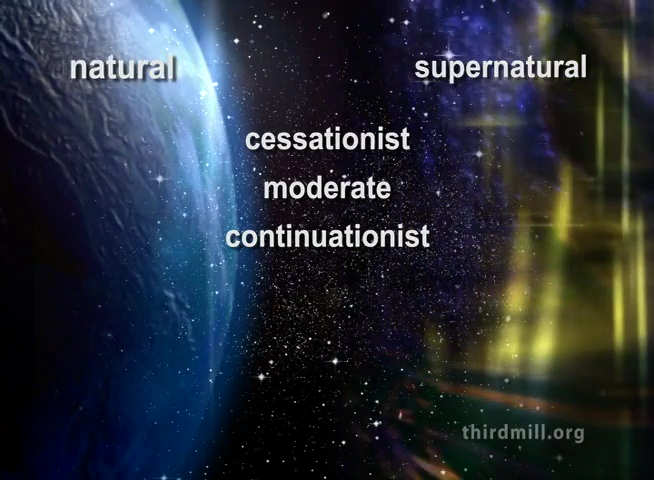 natural supernatural
cessationist
moderate
continuationist
thirdmill.org